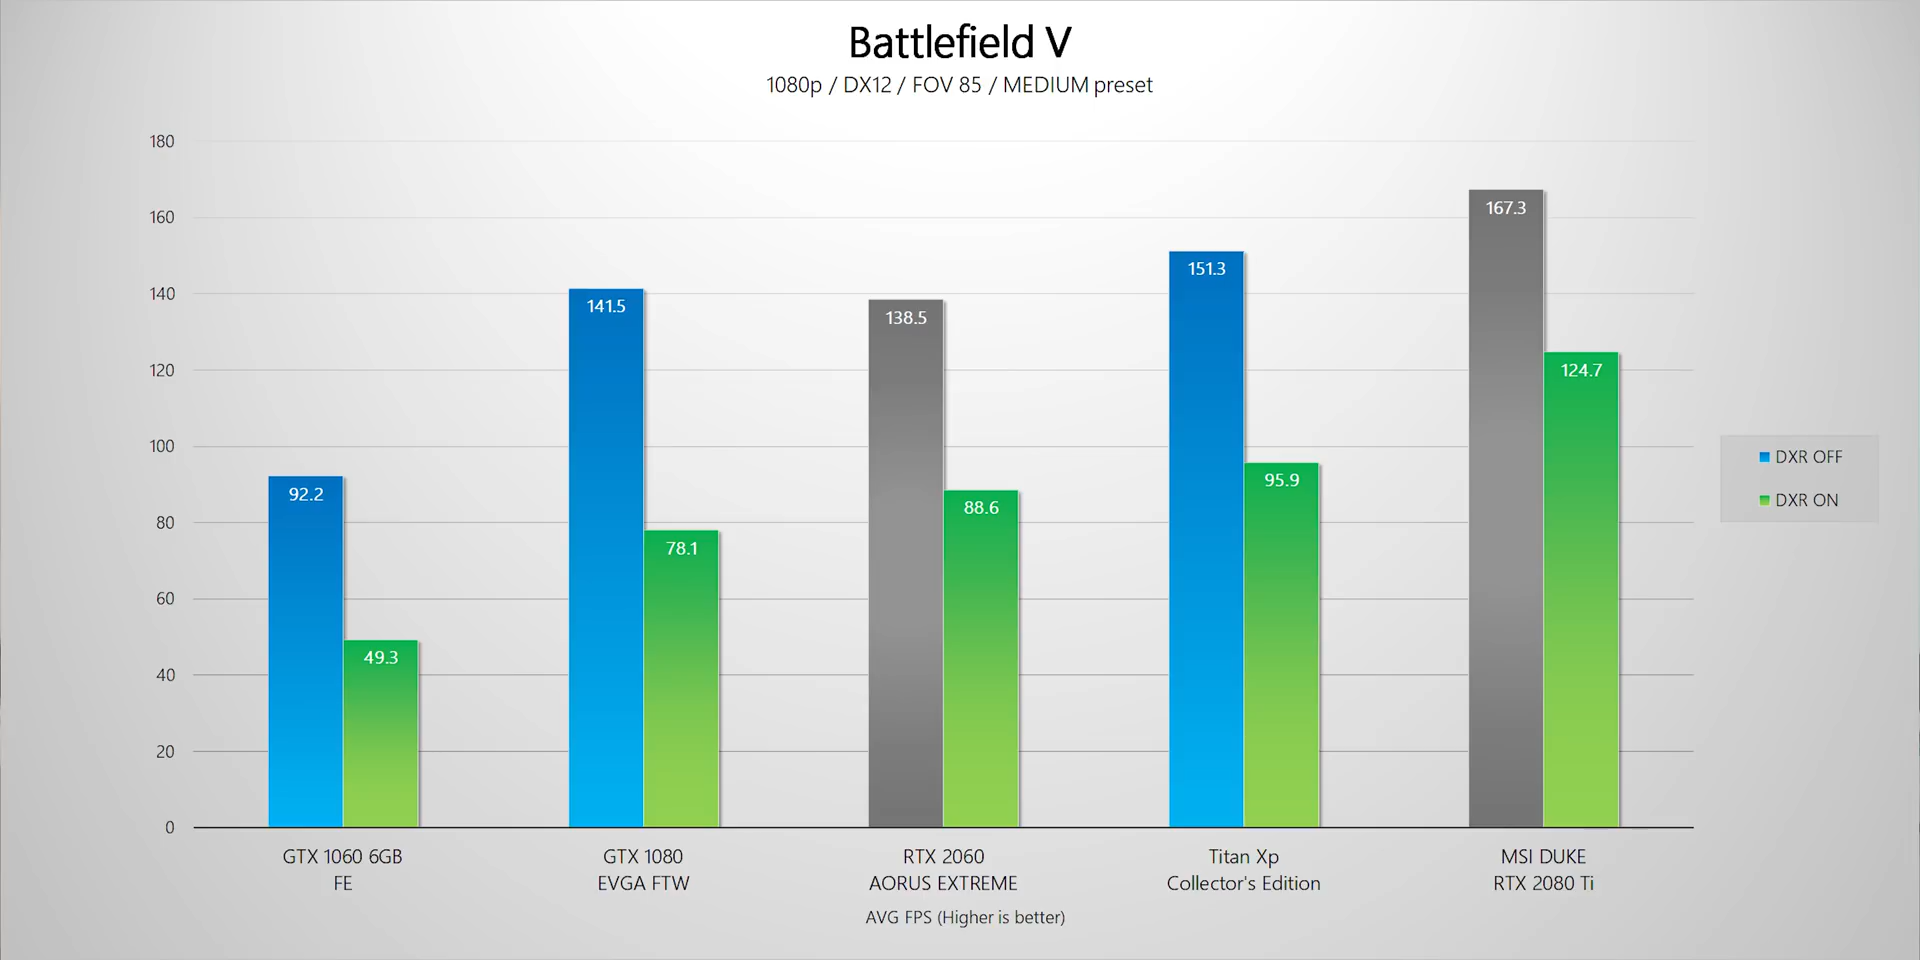 Battlefield V
1080p / DX12 / FOV 85 / MEDIUM preset
180
160
140
120
100
80
60
40
20
0
92.2
49.3
141.5
78.1
138.5
88.6
151.3
95.9
167.3
124.7
DXR OFF
DXR ON
GTX 1060 6GB
FE
GTX 1080
EVGA FTW
RTX 2060
AORUS EXTREME
Titan Xp
Collector's Edition
MSI DUKE
RTX 2080 Ti
AVG FPS (Higher is better)